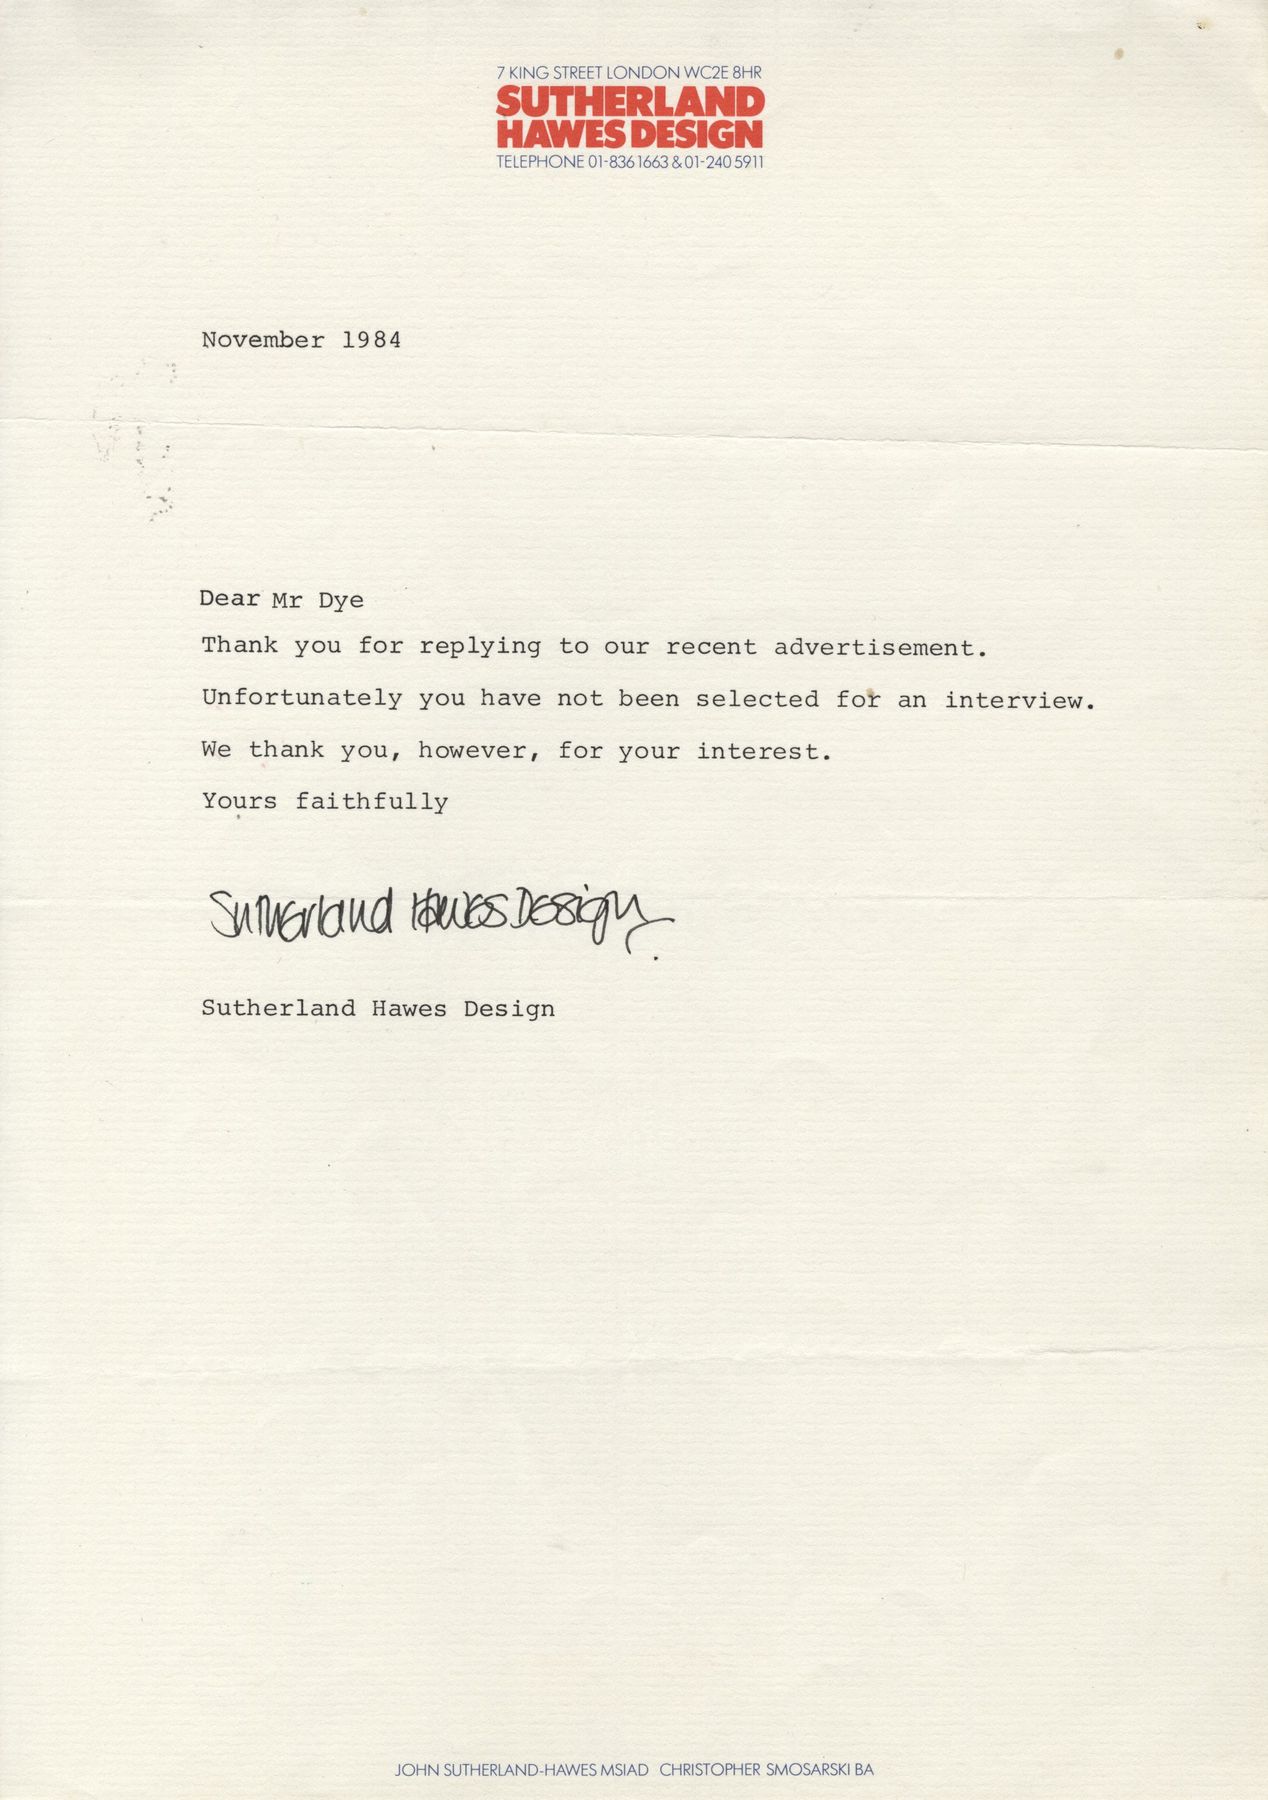 7 KING STREET LONDON WC2E 8HR
SUTHERLAND
HAWES DESIGN
TELEPHONE 01-836 1663 & 01-240 5911
November 1984
Dear Mr Dye
Thank you for replying to our recent advertisement.
Unfortunately you have not been selected for an interview.
We thank you, however, for your interest.
Yours faithfully
Sutherland Hawes Design
Sutherland Hawes Design
JOHN SUTHERLAND-HAWES MSIAD CHRISTOPHER SMOSARSKI BA